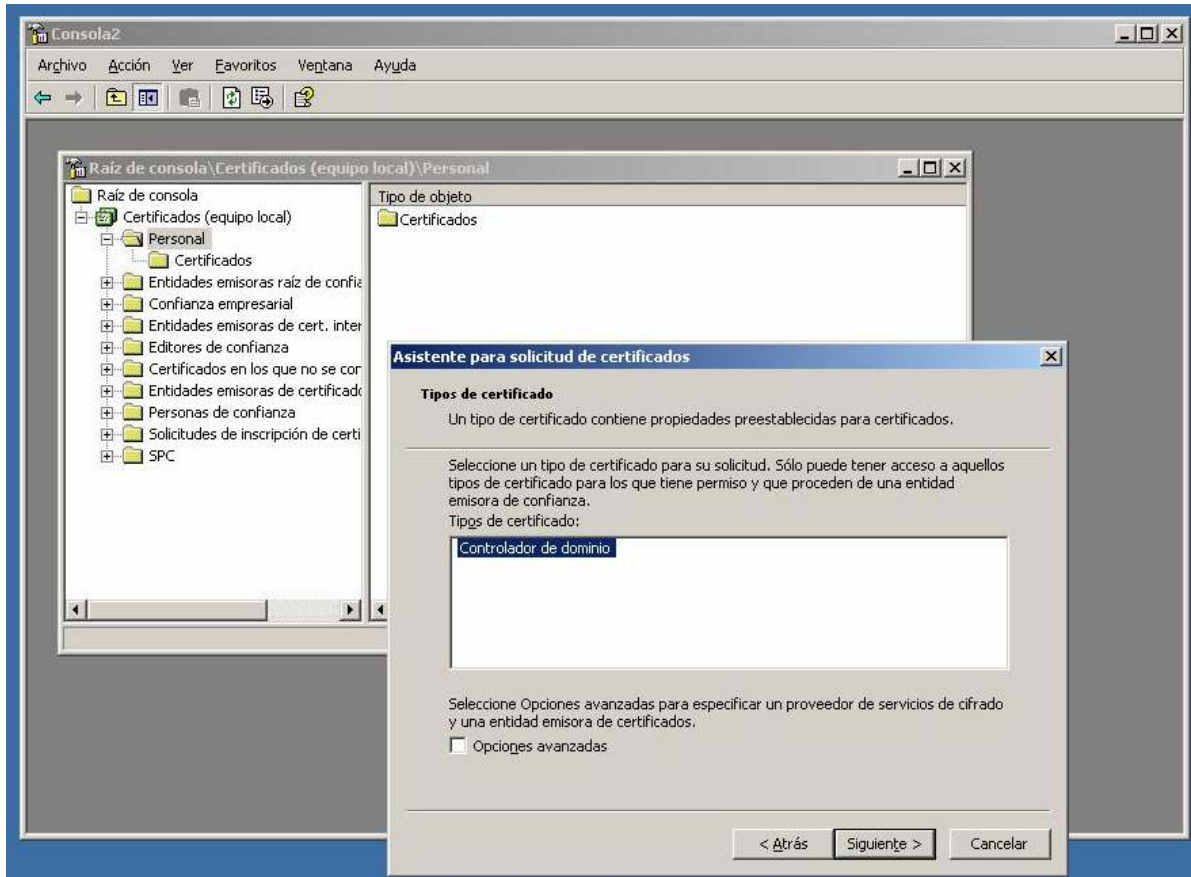 Consola2
Archivo Acción Ver Favoritos Ventana Ayuda
Raíz de consola\Certificados (equipo local)\Personal
Raíz de consola
Certificados (equipo local)
Personal
Certificados
Entidades emisoras raíz de confia
Confianza empresarial
Entidades emisoras de cert. inter
Editores de confianza
Certificados en los que no se con
Entidades emisoras de certificado
Personas de confianza
Solicitudes de inscripción de certi
SPC
Tipo de objeto
Certificados
Asistente para solicitud de certificados
Tipos de certificado
Un tipo de certificado contiene propiedades preestablecidas para certificados.
Seleccione un tipo de certificado para su solicitud. Sólo puede tener acceso a aquellos
tipos de certificado para los que tiene permiso y que proceden de una entidad
emisora de confianza.
Tipos de certificado:
Controlador de dominio
Seleccione Opciones avanzadas para especificar un proveedor de servicios de cifrado
y una entidad emisora de certificados.
Opciones avanzadas
< Atrás Siguiente > Cancelar